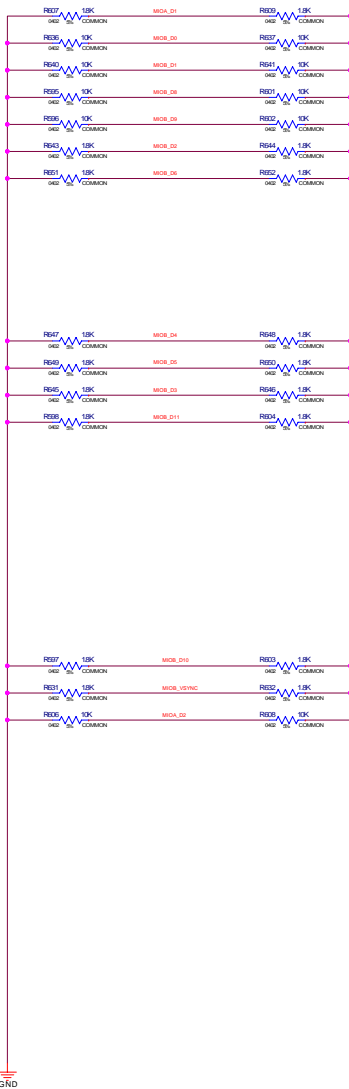 R607 1.8K MIOA_D1 R609 1.8K
0402 5% COMMON 0402 5% COMMON
R636 10K MIOB_D0 R637 10K
0402 5% COMMON 0402 5% COMMON
R640 10K MIOB_D1 R641 10K
0402 5% COMMON 0402 5% COMMON
R595 10K MIOB_D8 R601 10K
0402 5% COMMON 0402 5% COMMON
R596 10K MIOB_D9 R602 10K
0402 5% COMMON 0402 5% COMMON
R643 1.8K MIOB_D2 R644 1.8K
0402 5% COMMON 0402 5% COMMON
R651 1.8K MIOB_D6 R652 1.8K
0402 5% COMMON 0402 5% COMMON
R647 1.8K MIOB_D4 R648 1.8K
0402 5% COMMON 0402 5% COMMON
R649 1.8K MIOB_D5 R650 1.8K
0402 5% COMMON 0402 5% COMMON
R645 1.8K MIOB_D3 R646 1.8K
0402 5% COMMON 0402 5% COMMON
R598 1.8K MIOB_D11 R604 1.8K
0402 5% COMMON 0402 5% COMMON
R597 1.8K MIOB_D10 R603 1.8K
0402 5% COMMON 0402 5% COMMON
R631 1.8K MIOB_VSYNC R632 1.8K
0402 5% COMMON 0402 5% COMMON
R606 10K MIOA_D2 R608 10K
0402 5% COMMON 0402 5% COMMON
GND